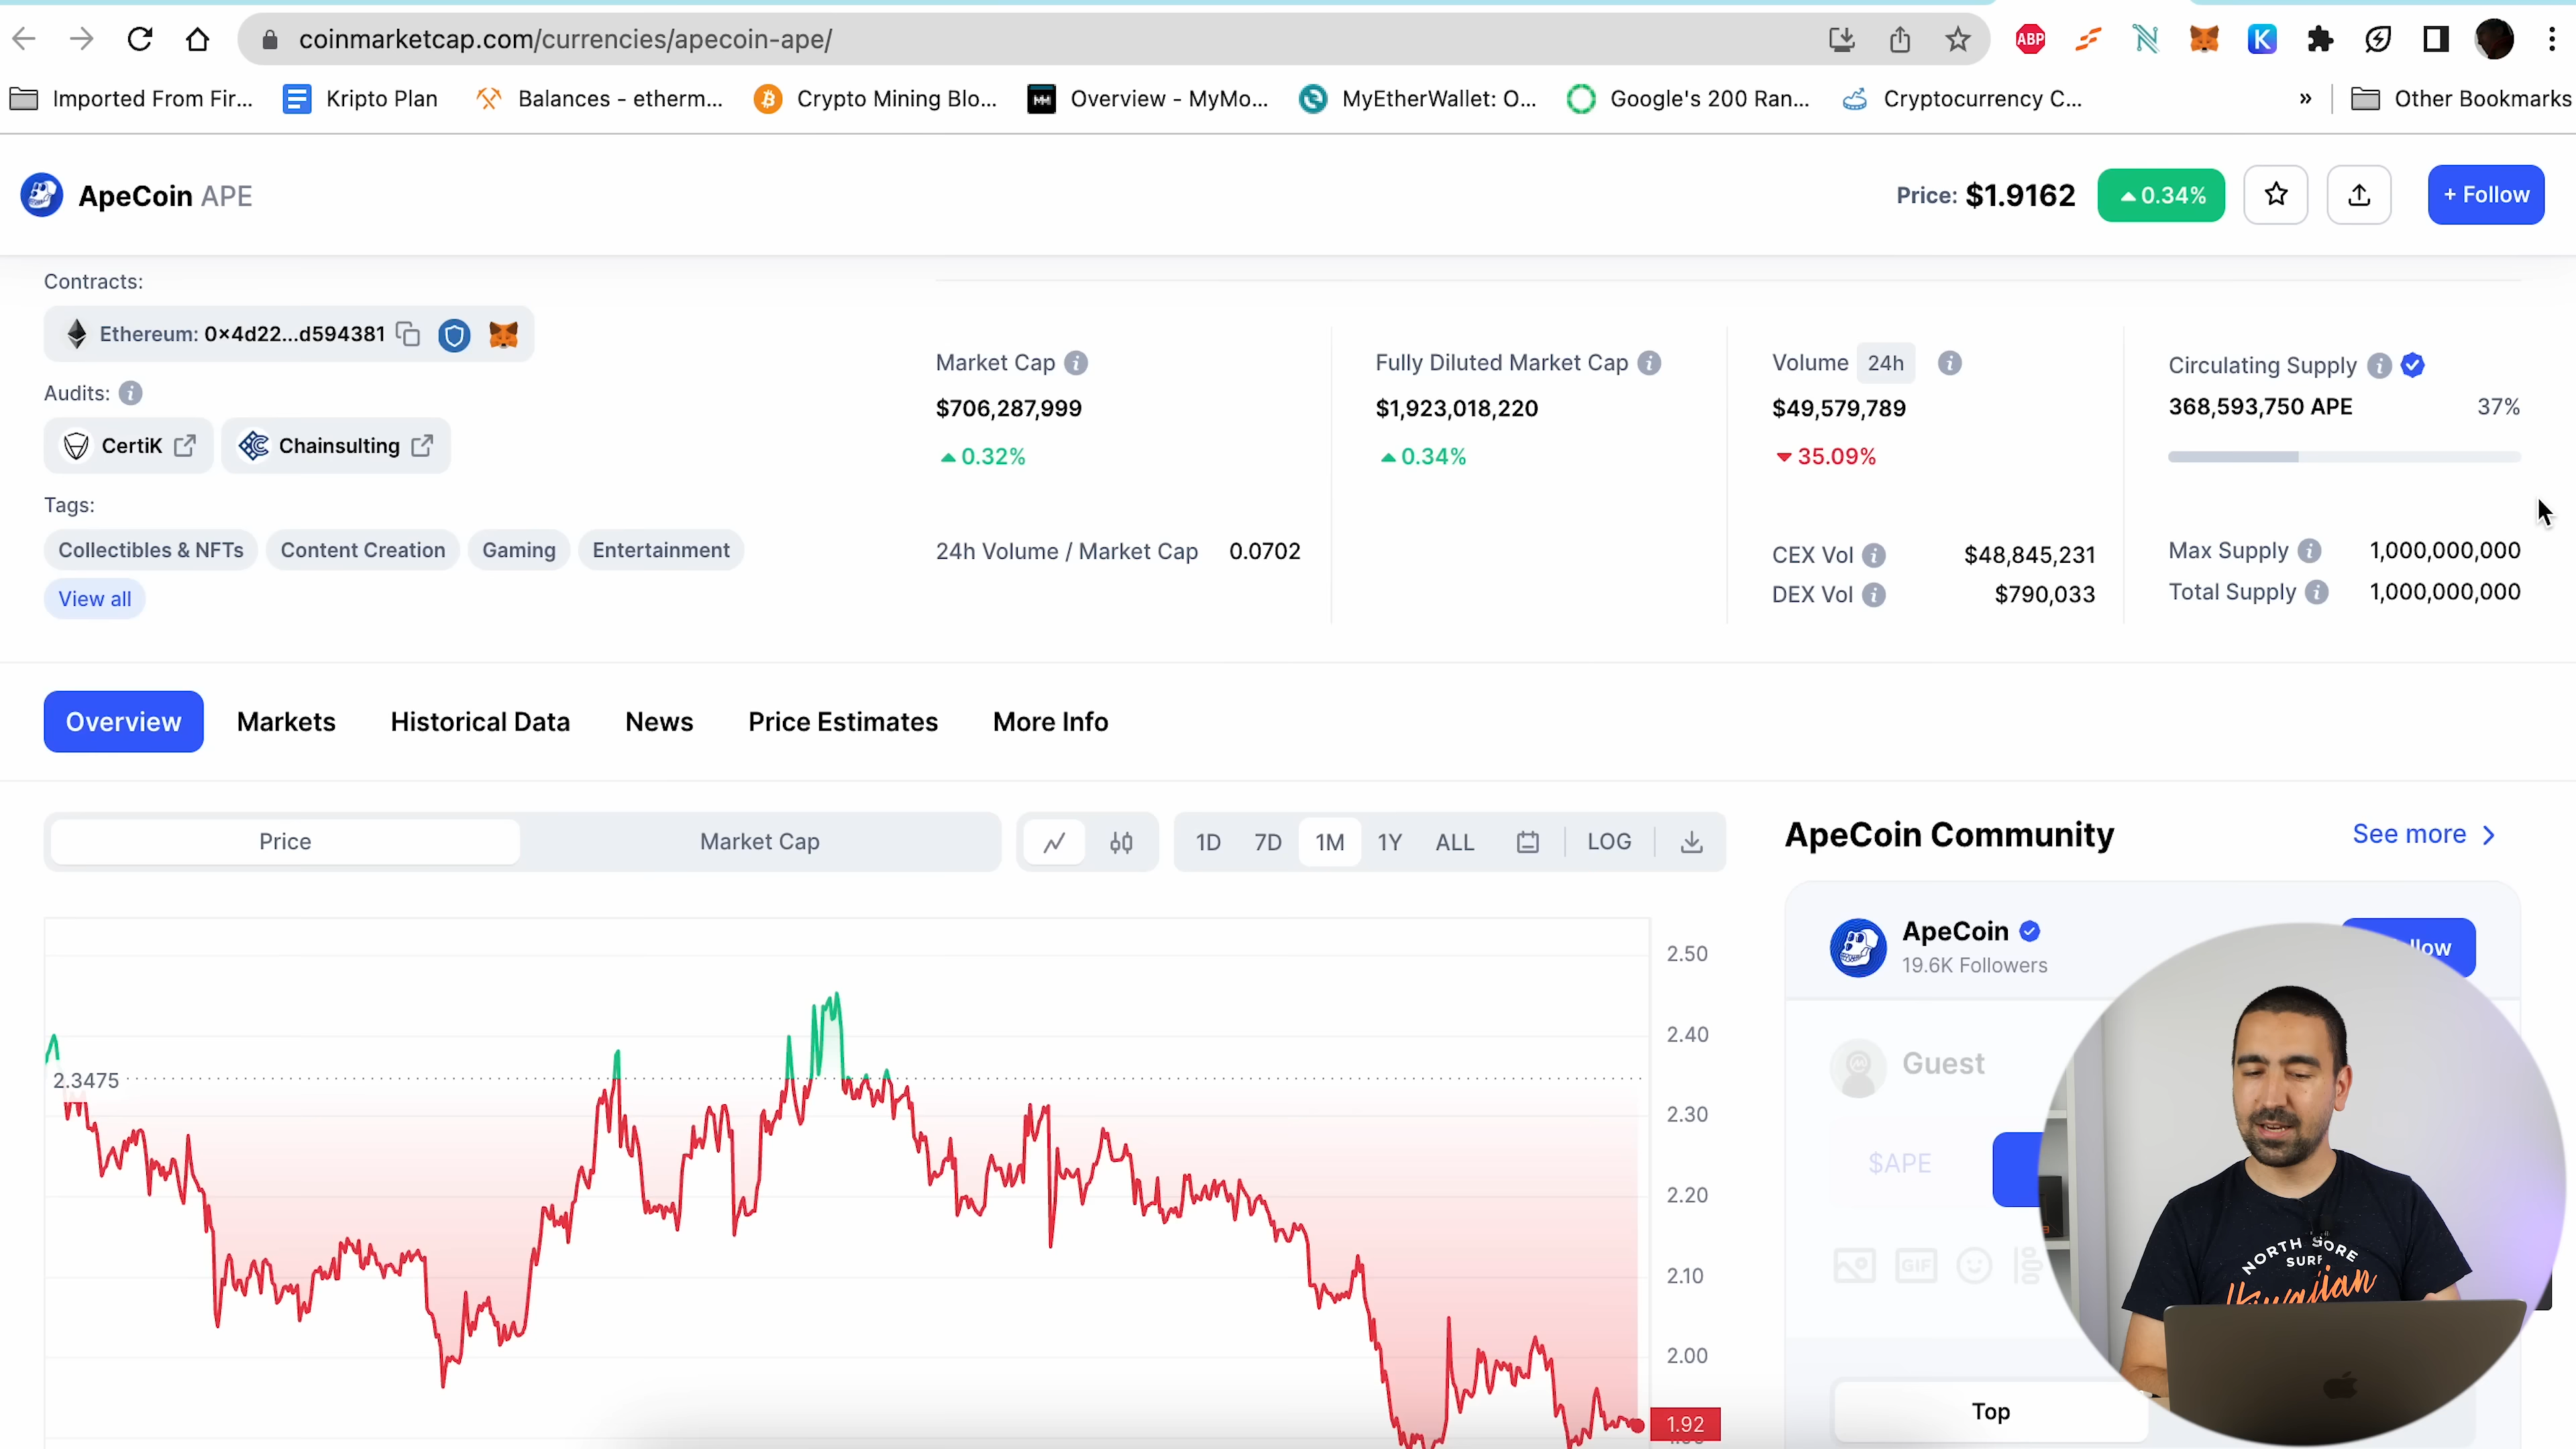 coinmarketcap.com/currencies/apecoin-ape/
ABP
K
Imported From Fir...
Kripto Plan
Balances - etherm...
Crypto Mining Blo...
Overview - MyMo...
MyEtherWallet: O...
Google's 200 Ran...
Cryptocurrency C...
»
Other Bookmarks
ApeCoin APE
Price: $1.9162
0.34%
+ Follow
Contracts:
Ethereum: 0x4d22...d594381
Audits:
CertiK
Chainsulting
Tags:
Collectibles & NFTs
Content Creation
Gaming
Entertainment
View all
Market Cap
$706,287,999
0.32%
24h Volume / Market Cap 0.0702
Fully Diluted Market Cap
$1,923,018,220
0.34%
Volume 24h
$49,579,789
35.09%
CEX Vol $48,845,231
DEX Vol $790,033
Circulating Supply
368,593,750 APE 37%
Max Supply 1,000,000,000
Total Supply 1,000,000,000
Overview
Markets
Historical Data
News
Price Estimates
More Info
Price
Market Cap
1D 7D 1M 1Y ALL LOG
2.50
2.40
2.3475
2.30
2.20
2.10
2.00
1.92
ApeCoin Community
See more
ApeCoin
19.6K Followers
llow
Guest
$APE
GIF
Top
NORTH SORE
SURF
Hawaiian